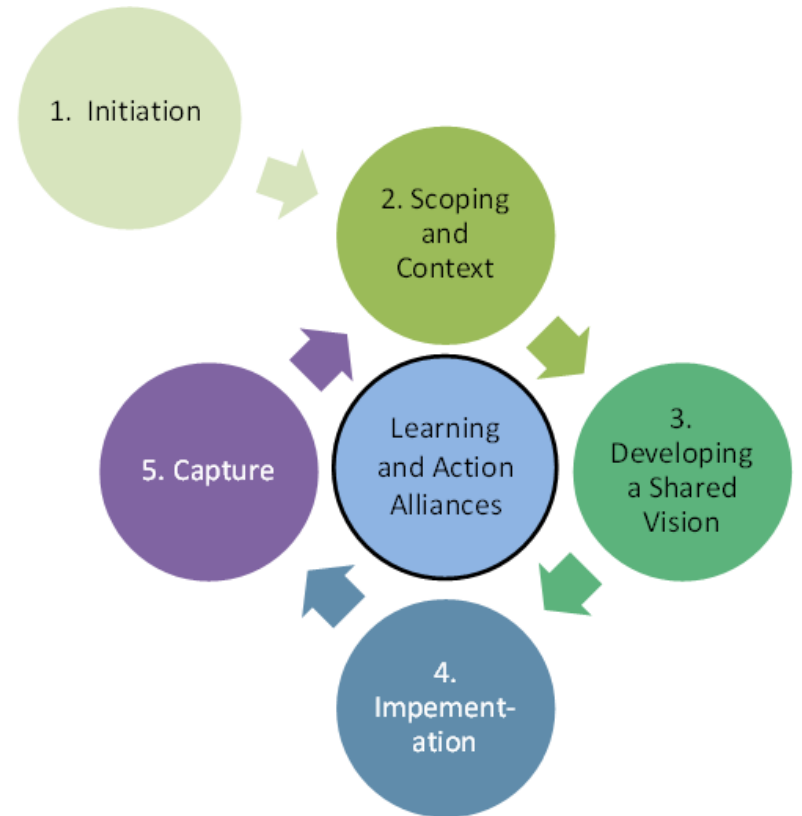 1. Initiation
2. Scoping
and
Context
3.
Developing
a Shared
Vision
Learning
and Action
Alliances
5. Capture
4.
Impement-
ation